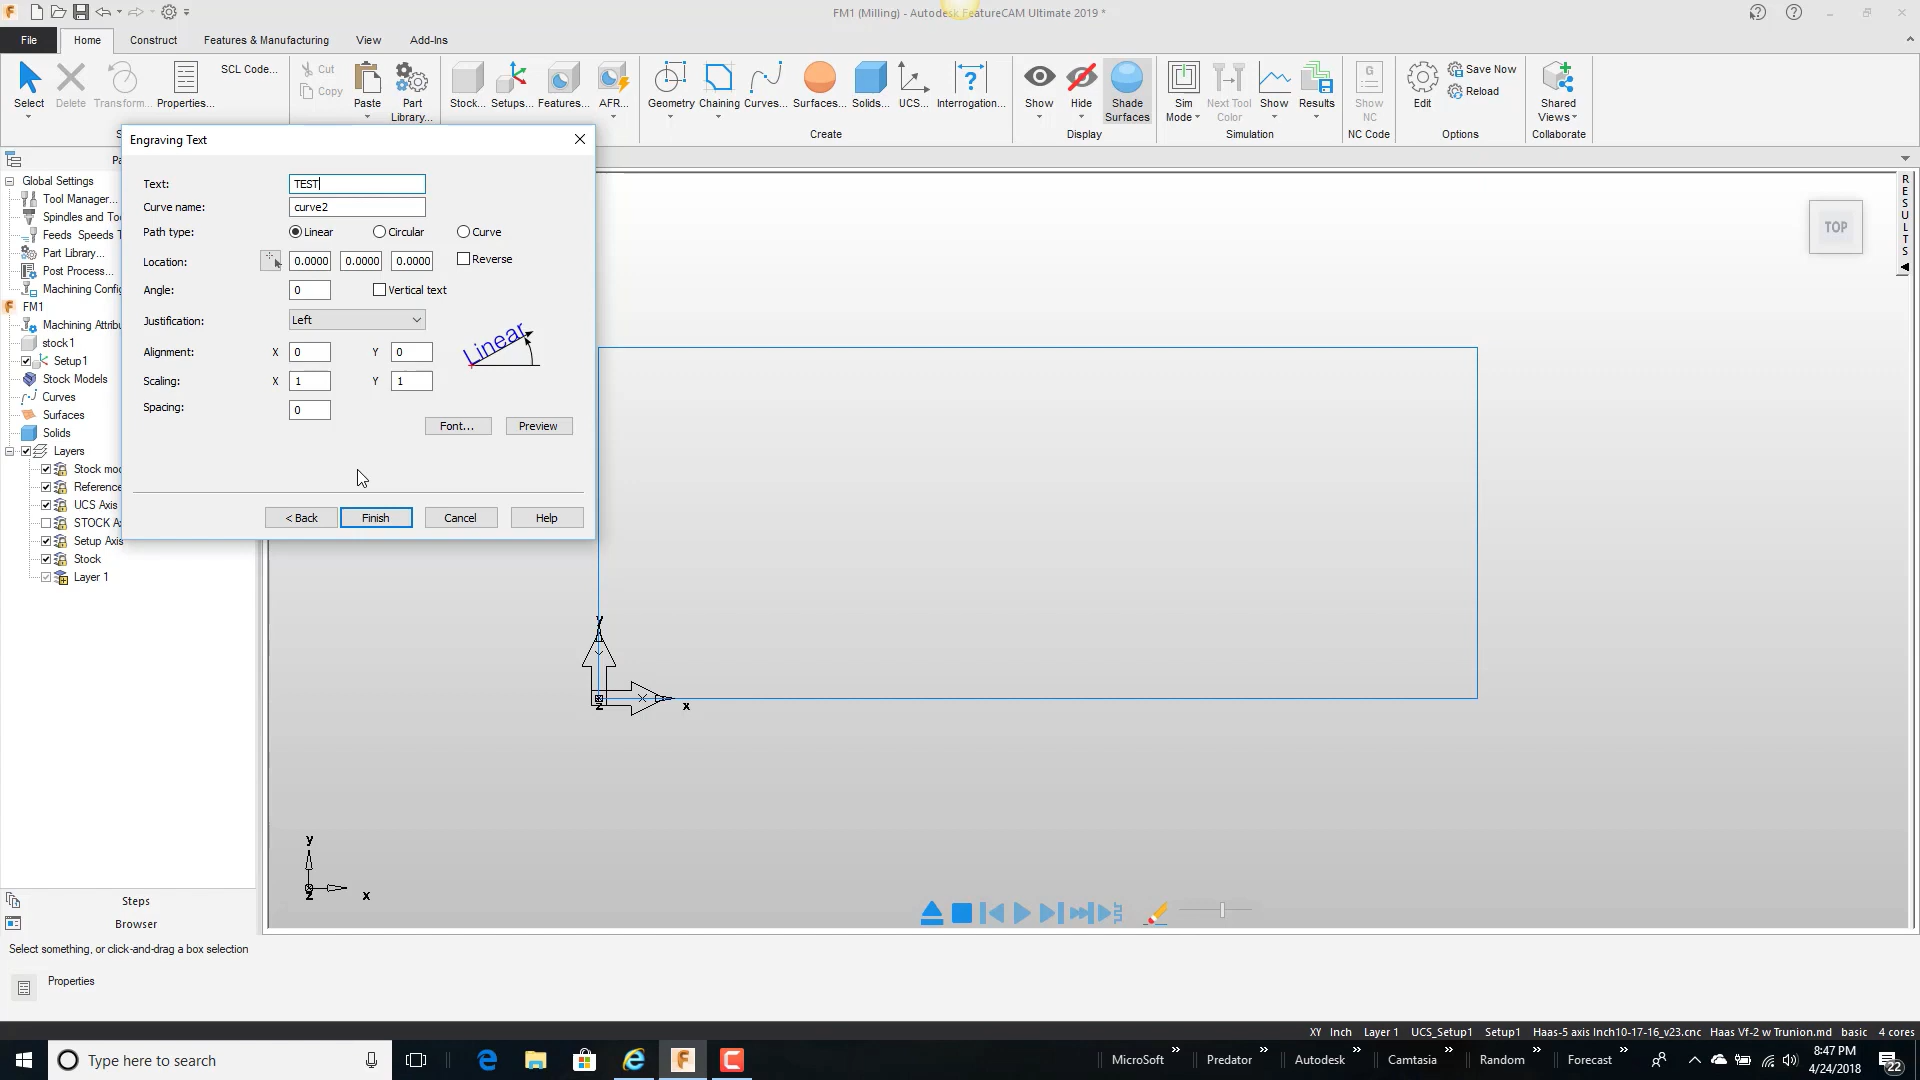 FM1 (Milling) - Autodesk FeatureCAM Ultimate 2019 *
File
Home
Construct
Features & Manufacturing
View
Add-Ins
Select
Delete
Transform...
Properties...
SCL Code...
Cut
Copy
Paste
Part Library...
Stock...
Setups...
Features...
AFR...
Geometry
Chaining
Curves...
Surfaces...
Solids...
UCS...
Interrogation...
Create
Show
Hide
Shade Surfaces
Display
Sim Mode
Next Tool Color
Show
Results
Simulation
Show NC
NC Code
Edit
Save Now
Reload
Options
Shared Views
Collaborate
Engraving Text
Text:
TEST
Curve name:
curve2
Path type:
Linear
Circular
Curve
Location:
0.0000
0.0000
0.0000
Reverse
Angle:
0
Vertical text
Justification:
Left
Linear
Alignment:
X
0
Y
0
Scaling:
X
1
Y
1
Spacing:
0
Font...
Preview
< Back
Finish
Cancel
Help
Global Settings
Tool Manager...
Spindles and Too
Feeds Speeds T
Part Library...
Post Process...
Machining Config
FM1
Machining Attribu
stock1
Setup1
Stock Models
Curves
Surfaces
Solids
Layers
Stock mod
Reference
UCS Axis
STOCK A
Setup Axis
Stock
Layer 1
Steps
Browser
TOP
RESULTS
y
x
z
y
x
z
Select something, or click-and-drag a box selection
Properties
XY
Inch
Layer 1
UCS_Setup1
Setup1
Haas-5 axis Inch10-17-16_v23.cnc
Haas Vf-2 w Trunion.md
basic
4 cores
Type here to search
MicroSoft
Predator
Autodesk
Camtasia
Random
Forecast
8:47 PM
4/24/2018
22